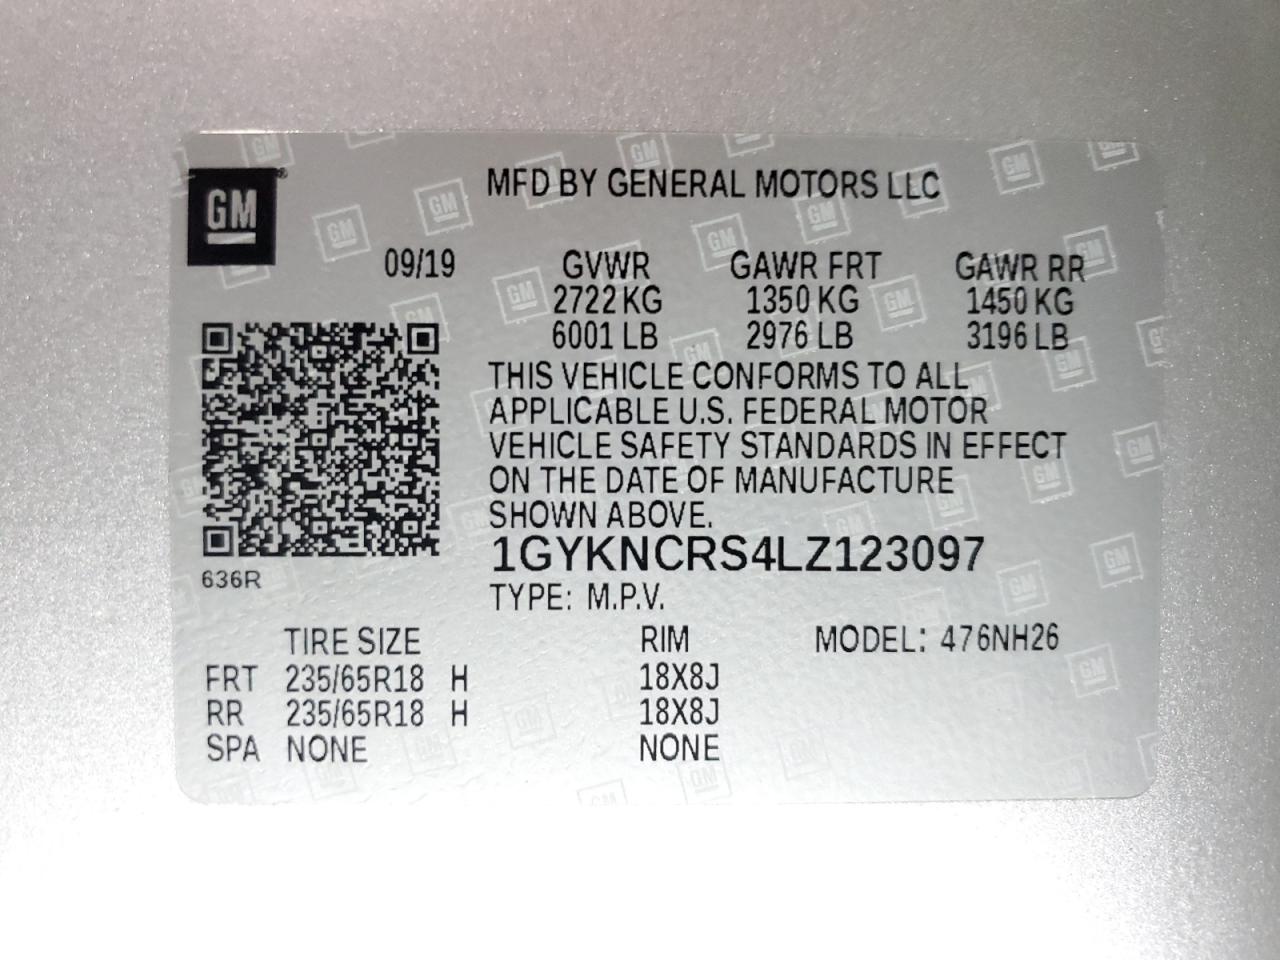 MFD BY GENERAL MOTORS LLC
GM
09/19 GVWR GAWR FRT GAWR RR
2722 KG 1350 KG 1450 KG
6001 LB 2976 LB 3196 LB
THIS VEHICLE CONFORMS TO ALL
APPLICABLE U.S. FEDERAL MOTOR
VEHICLE SAFETY STANDARDS IN EFFECT
ON THE DATE OF MANUFACTURE
SHOWN ABOVE.
1GYKNCRS4LZ123097
636R
TYPE: M.P.V.
TIRE SIZE RIM MODEL: 476NH26
FRT 235/65R18 H 18X8J
RR 235/65R18 H 18X8J
SPA NONE NONE